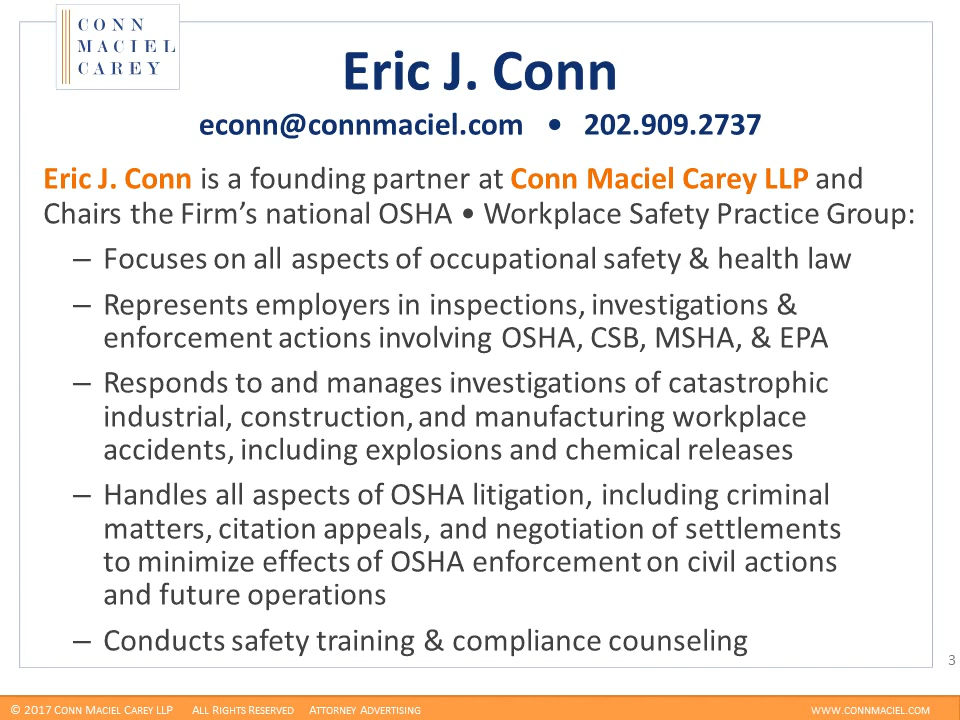 CONN
MACIEL
CAREY
Eric J. Conn
econn@connmaciel.com • 202.909.2737
Eric J. Conn is a founding partner at Conn Maciel Carey LLP and
Chairs the Firm’s national OSHA • Workplace Safety Practice Group:
– Focuses on all aspects of occupational safety & health law
– Represents employers in inspections, investigations &
enforcement actions involving OSHA, CSB, MSHA, & EPA
– Responds to and manages investigations of catastrophic
industrial, construction, and manufacturing workplace
accidents, including explosions and chemical releases
– Handles all aspects of OSHA litigation, including criminal
matters, citation appeals, and negotiation of settlements
to minimize effects of OSHA enforcement on civil actions
and future operations
– Conducts safety training & compliance counseling
3
© 2017 CONN MACIEL CAREY LLP ALL RIGHTS RESERVED ATTORNEY ADVERTISING WWW.CONNMACIEL.COM